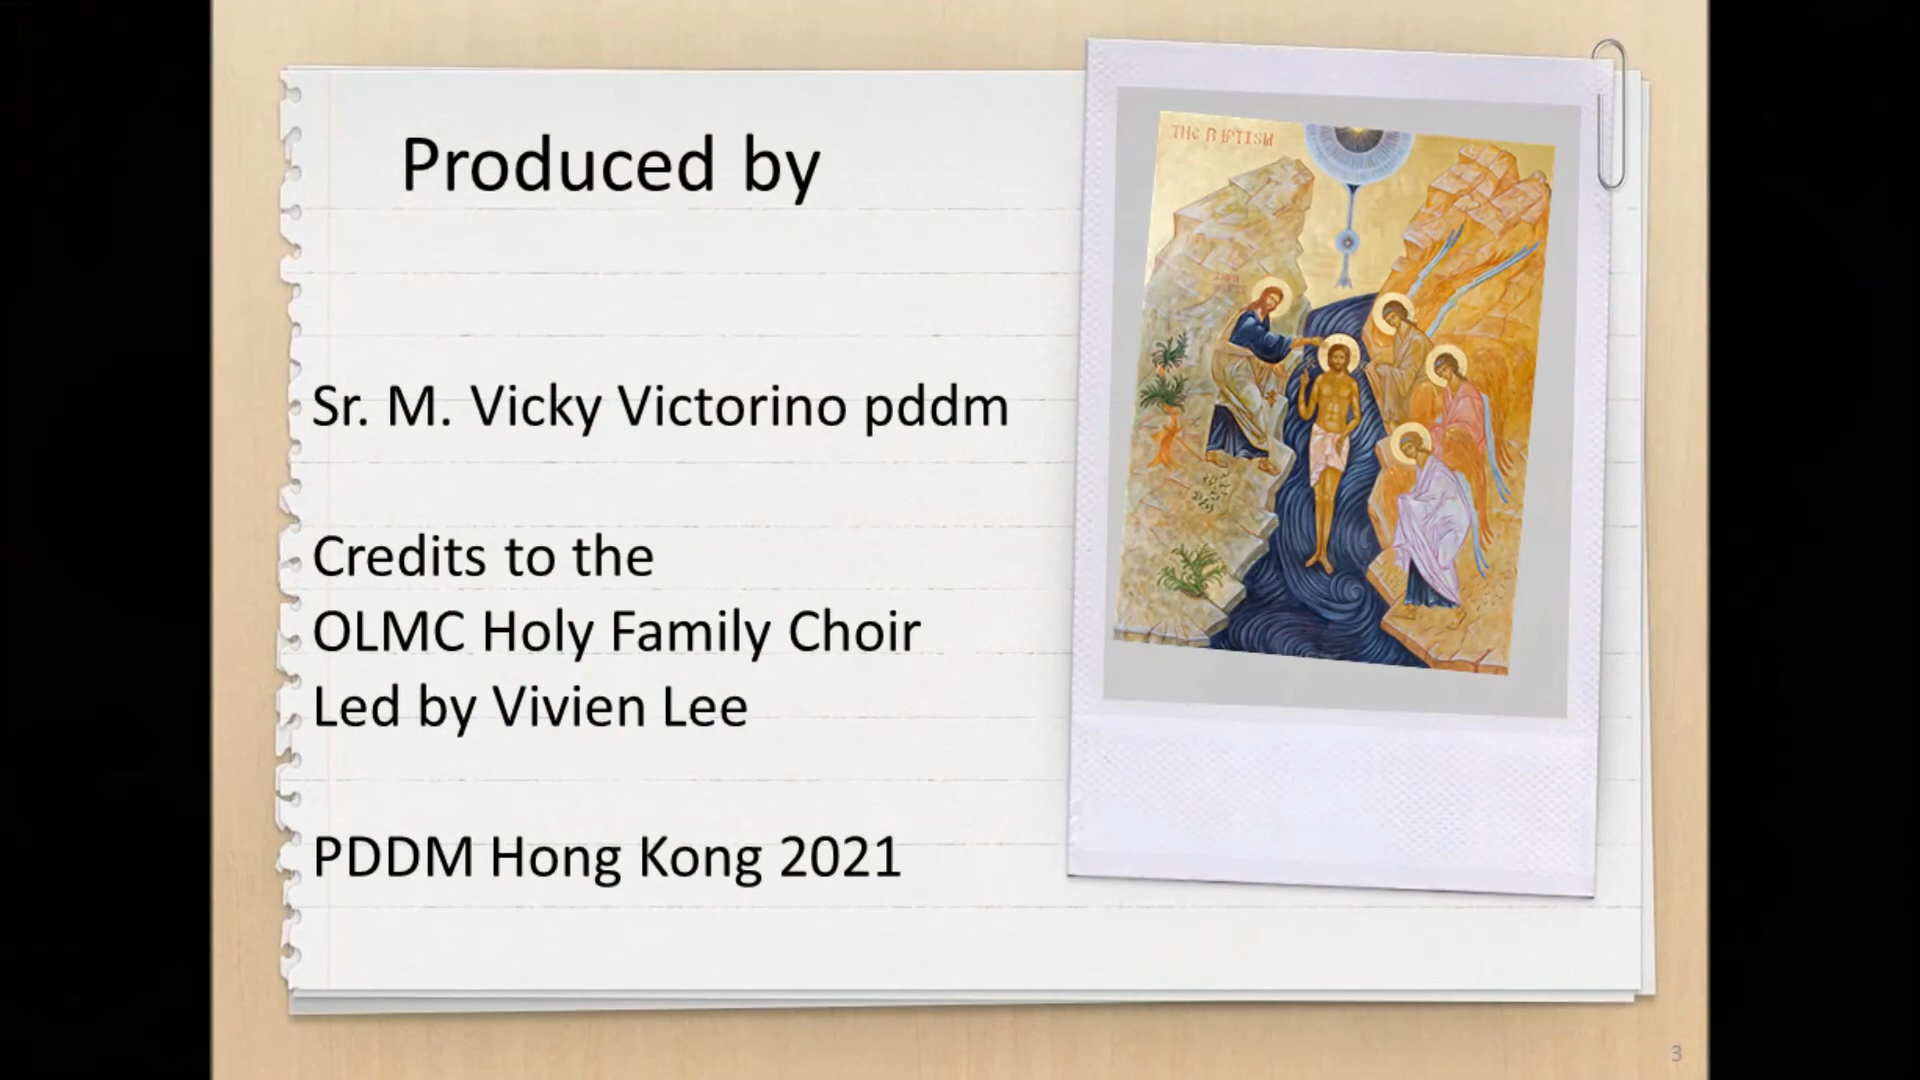 Produced by
Sr. M. Vicky Victorino pddm
Credits to the
OLMC Holy Family Choir
Led by Vivien Lee
PDDM Hong Kong 2021
THE BAPTISM
3